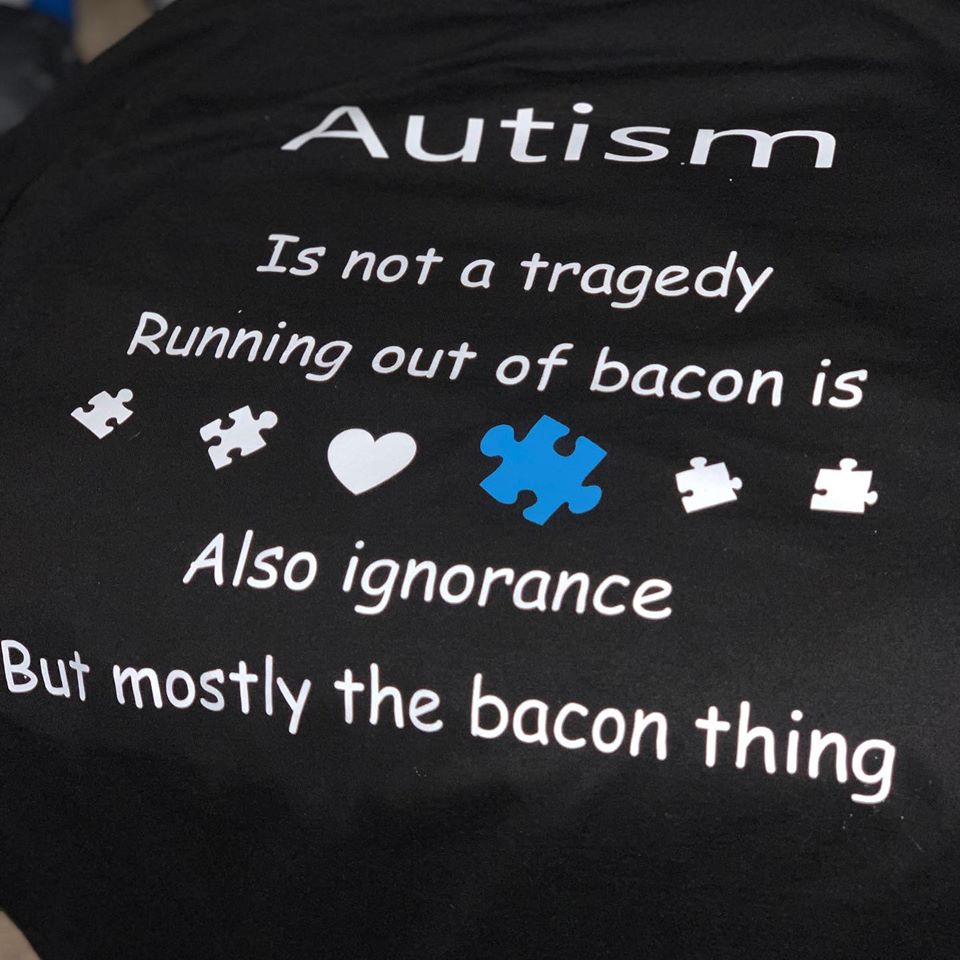 Autism
Is not a tragedy
Running out of bacon is
Also ignorance
But mostly the bacon thing